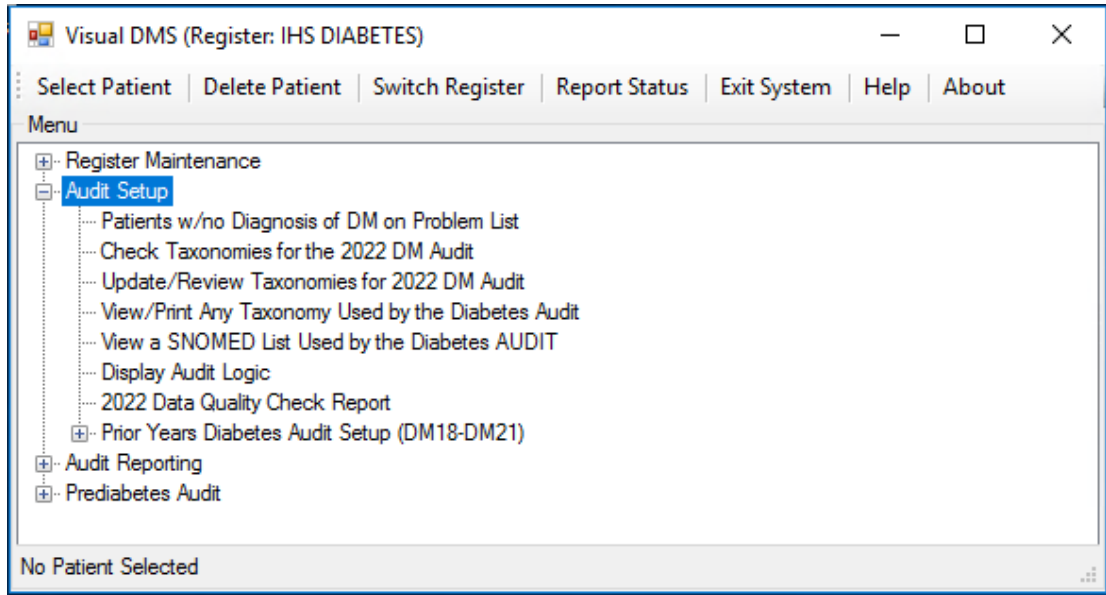 Visual DMS (Register: IHS DIABETES)
Select Patient Delete Patient Switch Register Report Status Exit System Help About
Menu
Register Maintenance
Audit Setup
Patients w/no Diagnosis of DM on Problem List
Check Taxonomies for the 2022 DM Audit
Update/Review Taxonomies for 2022 DM Audit
View/Print Any Taxonomy Used by the Diabetes Audit
View a SNOMED List Used by the Diabetes AUDIT
Display Audit Logic
2022 Data Quality Check Report
Prior Years Diabetes Audit Setup (DM18-DM21)
Audit Reporting
Prediabetes Audit
No Patient Selected